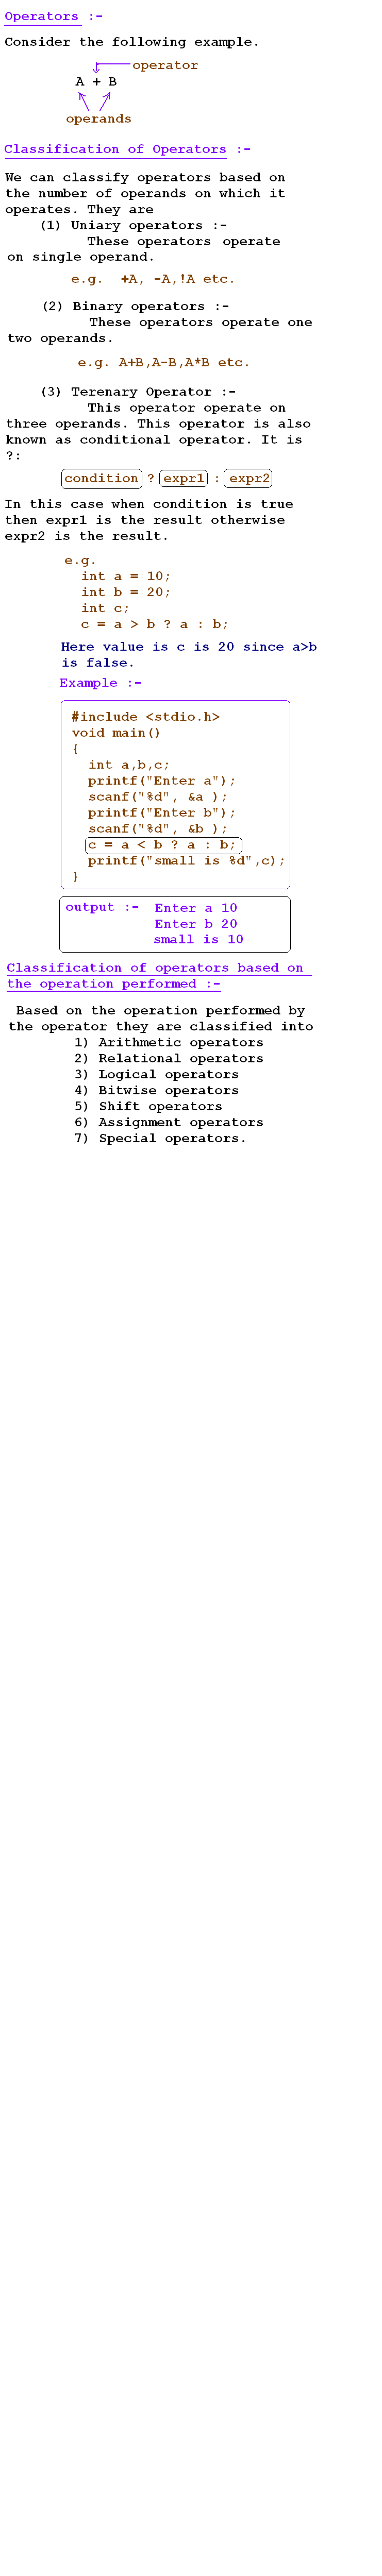 Operators :-
Consider the following example.
operator
A + B
operands
Classification of Operators :-
We can classify operators based on
the number of operands on which it
operates. They are
(1) Uniary operators :-
These operators operate
on single operand.
e.g. +A, -A,!A etc.
(2) Binary operators :-
These operators operate one
two operands.
e.g. A+B,A-B,A*B etc.
(3) Terenary Operator :-
This operator operate on
three operands. This operator is also
known as conditional operator. It is
?:
condition ? expr1 : expr2
In this case when condition is true
then expr1 is the result otherwise
expr2 is the result.
e.g.
int a = 10;
int b = 20;
int c;
c = a > b ? a : b;
Here value is c is 20 since a>b
is false.
Example :-
#include <stdio.h>
void main()
{
int a,b,c;
printf("Enter a");
scanf("%d", &a );
printf("Enter b");
scanf("%d", &b );
c = a < b ? a : b;
printf("small is %d",c);
}
output :- Enter a 10
Enter b 20
small is 10
Classification of operators based on
the operation performed :-
Based on the operation performed by
the operator they are classified into
1) Arithmetic operators
2) Relational operators
3) Logical operators
4) Bitwise operators
5) Shift operators
6) Assignment operators
7) Special operators.